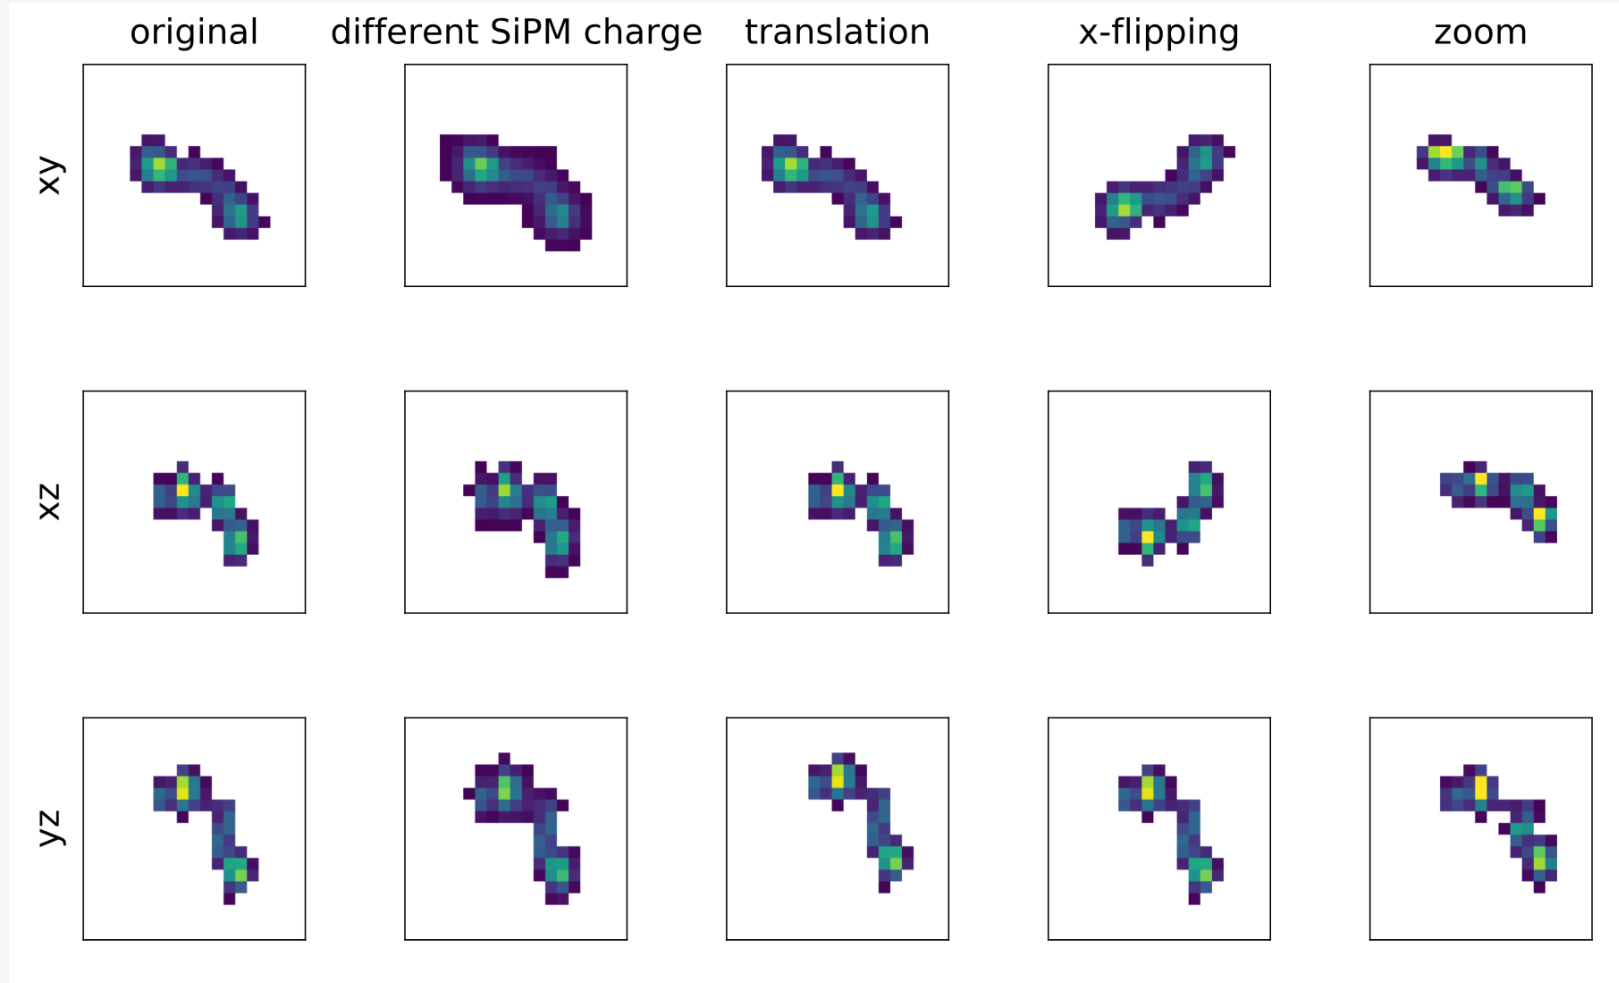 original different SiPM charge translation x-flipping zoom
xy
xz
yz